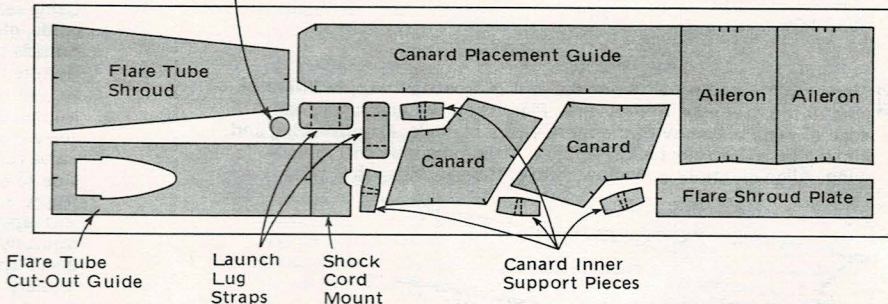 Canard Placement Guide
Flare Tube
Shroud
Aileron
Aileron
Canard
Canard
Flare Shroud Plate
Flare Tube
Cut-Out Guide
Launch
Lug
Straps
Shock
Cord
Mount
Canard Inner
Support Pieces